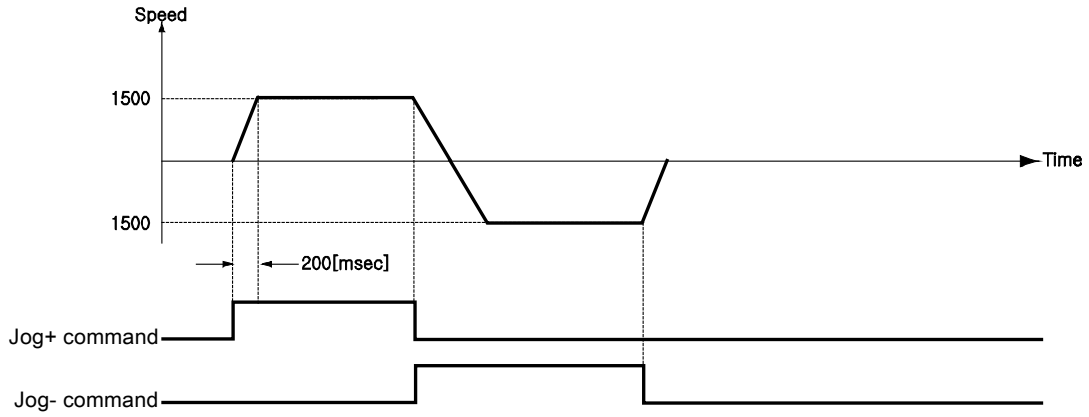 Speed
1500
Time
1500
200[msec]
Jog+ command
Jog- command